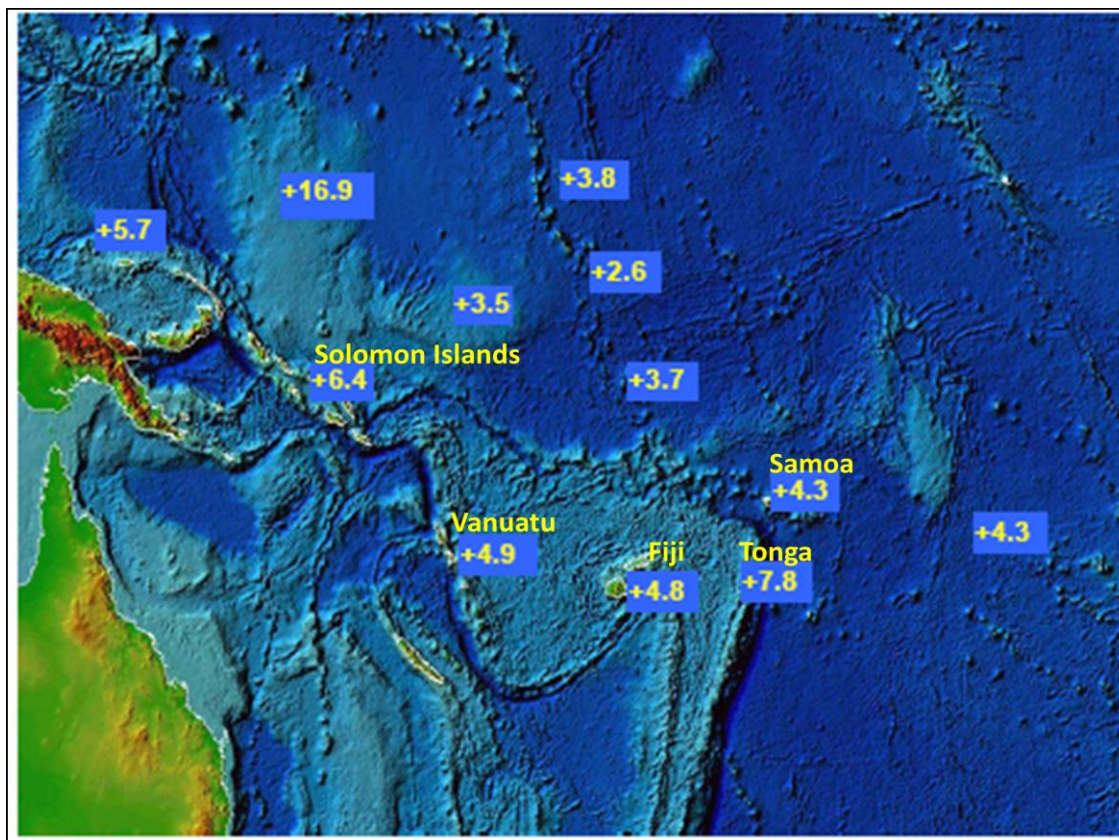 +3.8
+16.9
+5.7
+2.6
+3.5
Solomon Islands
+6.4
+3.7
Samoa
+4.3
Vanuatu
+4.9
Fiji
+4.8
Tonga
+7.8
+4.3